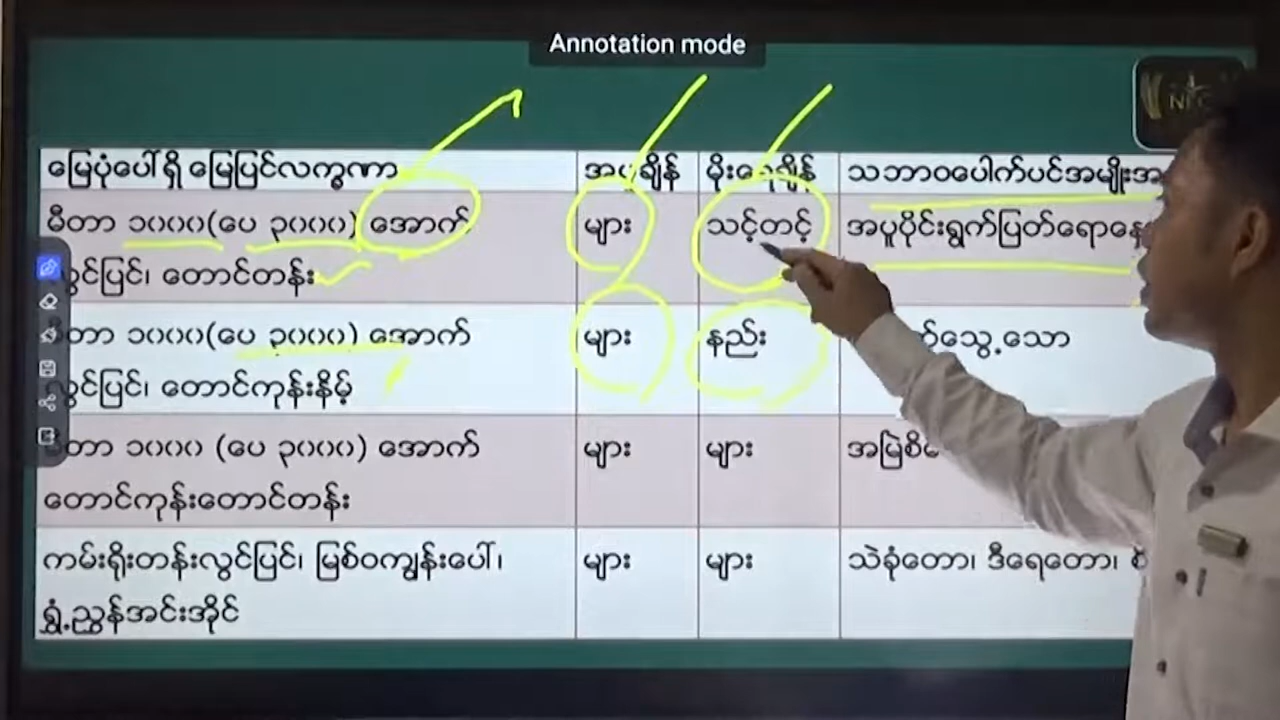 Annotation mode
NEC
မြေပုံပေါ်ရှိ မြေပြင်လက္ခဏာ အပူချိန် မိုးရေချိန် သဘာဝပေါက်ပင်အမျိုးအ
မီတာ ၁၀၀၀(ပေ ၃၀၀၀) အောက် များ သင့်တင့် အပူပိုင်းရွက်ပြတ်ရောနှေ
လွင်ပြင်၊ တောင်တန်း
မီတာ ၁၀၀၀(ပေ ၃၀၀၀) အောက် များ နည်း
လွင်ပြင်၊ တောင်ကုန်းနိမ့်
မီတာ ၁၀၀၀ (ပေ ၃၀၀၀) အောက် များ များ အမြဲစိမ
တောင်ကုန်းတောင်တန်း
ကမ်းရိုးတန်းလွင်ပြင်၊ မြစ်ဝကျွန်းပေါ်၊ များ များ သဲခုံတော၊ ဒီရေတော၊
ရွှံ့ညွှန်အင်းအိုင်